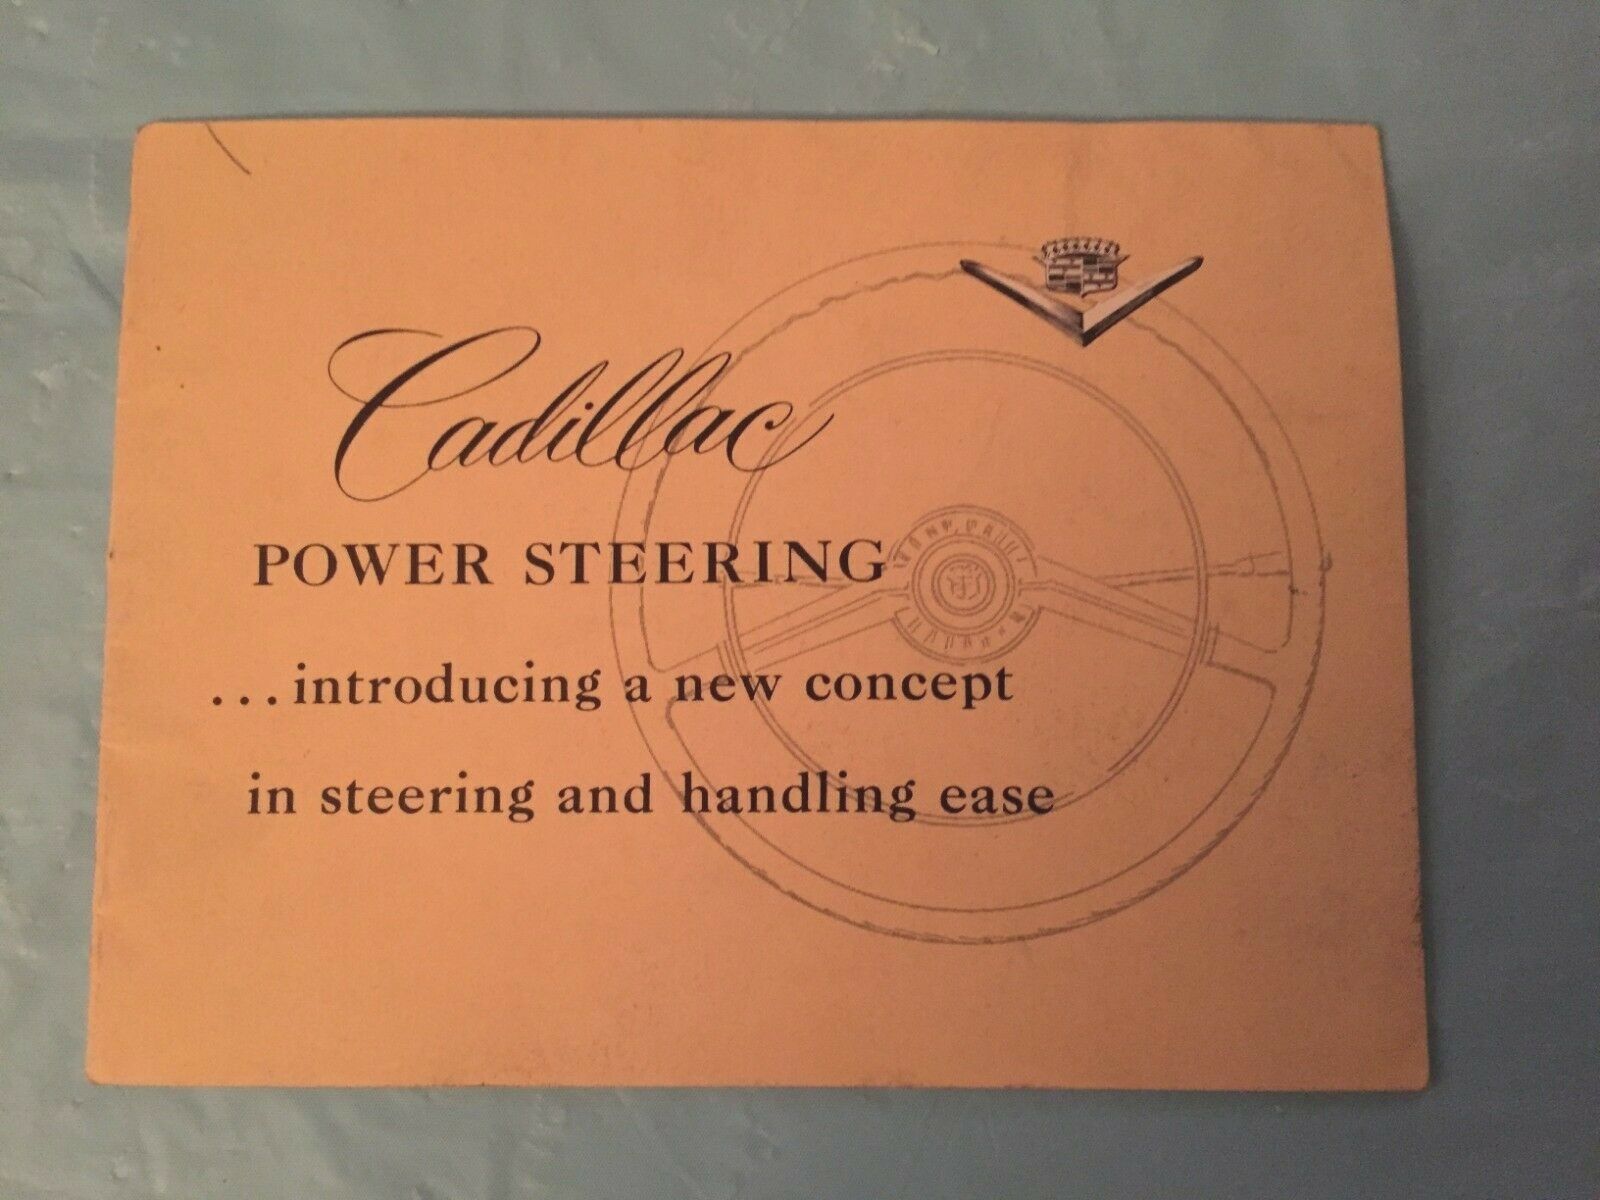 Cadillac
POWER STEERING
...introducing a new concept
in steering and handling ease